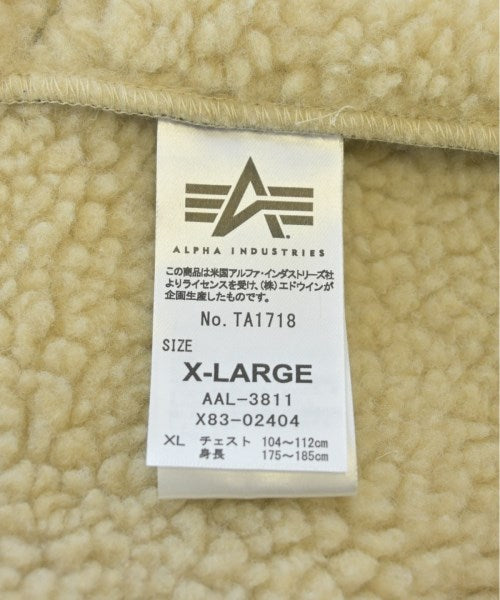 ALPHA INDUSTRIES
この商品は米国アルファ・インダストリーズ社
よりライセンスを受け、(株)エドウインが
企画生産したものです。
No. TA1718
SIZE
X-LARGE
AAL-3811
X83-02404
XL チェスト 104～112cm
身長 175～185cm